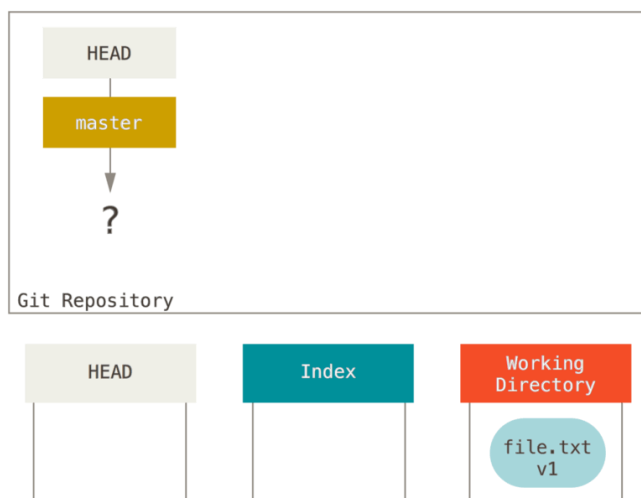 HEAD
master
?
Git Repository
HEAD
Index
Working
Directory
file.txt
v1